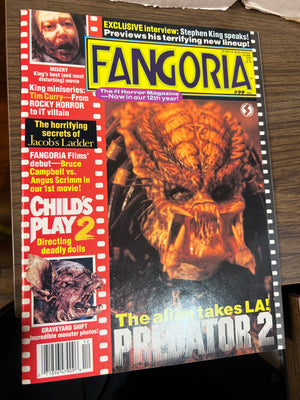 EXCLUSIVE interview: Stephen King speaks!
Previews his terrifying new lineup!
FANGORIA
#99
The #1 Horror Magazine
—Now in our 12th year!
MISERY
King's best (and most
disturbing) movie
King miniseries:
Tim Curry—From
ROCKY HORROR
to IT villain
The horrifying
secrets of
Jacob's Ladder
FANGORIA Films'
debut—Bruce
Campbell vs.
Angus Scrimm in
our 1st movie!
CHILD'S
PLAY 2
Directing
deadly dolls
GRAVEYARD SHIFT
Incredible monster photos!
The alien takes LA!
PREDATOR 2